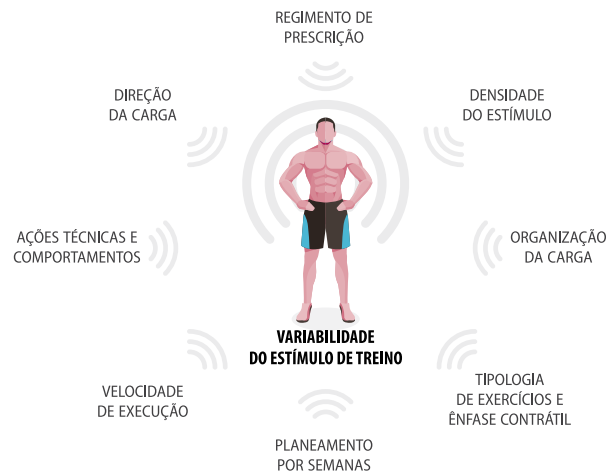 REGIMENTO DE
PRESCRIÇÃO
DIREÇÃO
DA CARGA
DENSIDADE
DO ESTÍMULO
AÇÕES TÉCNICAS E
COMPORTAMENTOS
ORGANIZAÇÃO
DA CARGA
VARIABILIDADE
DO ESTÍMULO DE TREINO
VELOCIDADE
DE EXECUÇÃO
TIPOLOGIA
DE EXERCÍCIOS E
ÊNFASE CONTRÁTIL
PLANEAMENTO
POR SEMANAS